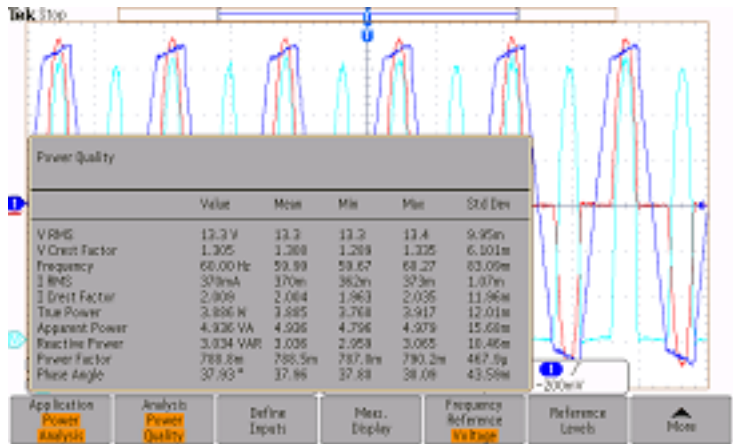 Tek Stop
Power Quality
Value Mean Min Max Std Dev
V RMS 13.3 V 13.3 13.3 13.4 9.95m
V Crest Factor 1.305 1.308 1.289 1.335 6.101m
Frequency 60.00 Hz 59.99 59.67 60.27 83.09m
I RMS 370mA 370m 362m 373m 1.07m
I Crest Factor 2.009 2.004 1.963 2.035 11.96m
True Power 3.886 W 3.885 3.768 3.917 12.01m
Apparent Power 4.936 VA 4.936 4.796 4.979 15.68m
Reactive Power 3.034 VAR 3.036 2.959 3.065 10.46m
Power Factor 788.8m 788.5m 787.0m 790.2m 467.9µ
Phase Angle 37.93 ° 37.96 37.80 38.09 43.59m
1
-200mV
Application
Power
Analysis
Analysis
Power
Quality
Define
Inputs
Meas.
Display
Frequency
Reference
Voltage
Reference
Levels
More